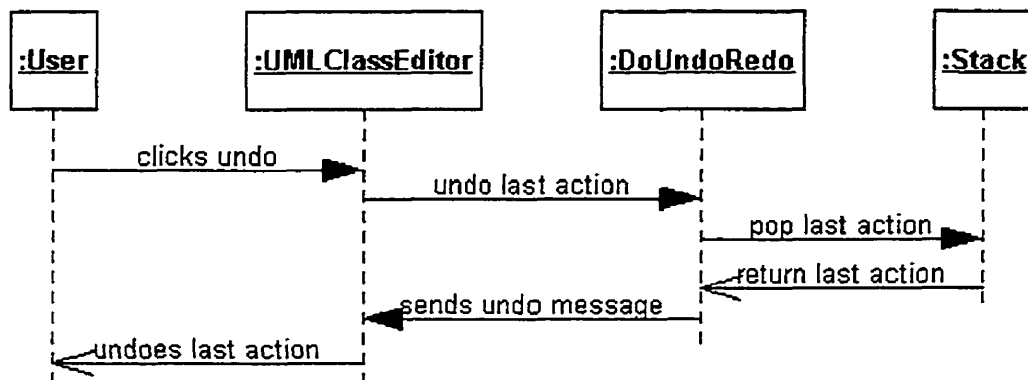 :User
:UMLClassEditor
:DoUndoRedo
:Stack
clicks undo
undo last action
pop last action
return last action
sends undo message
undoes last action